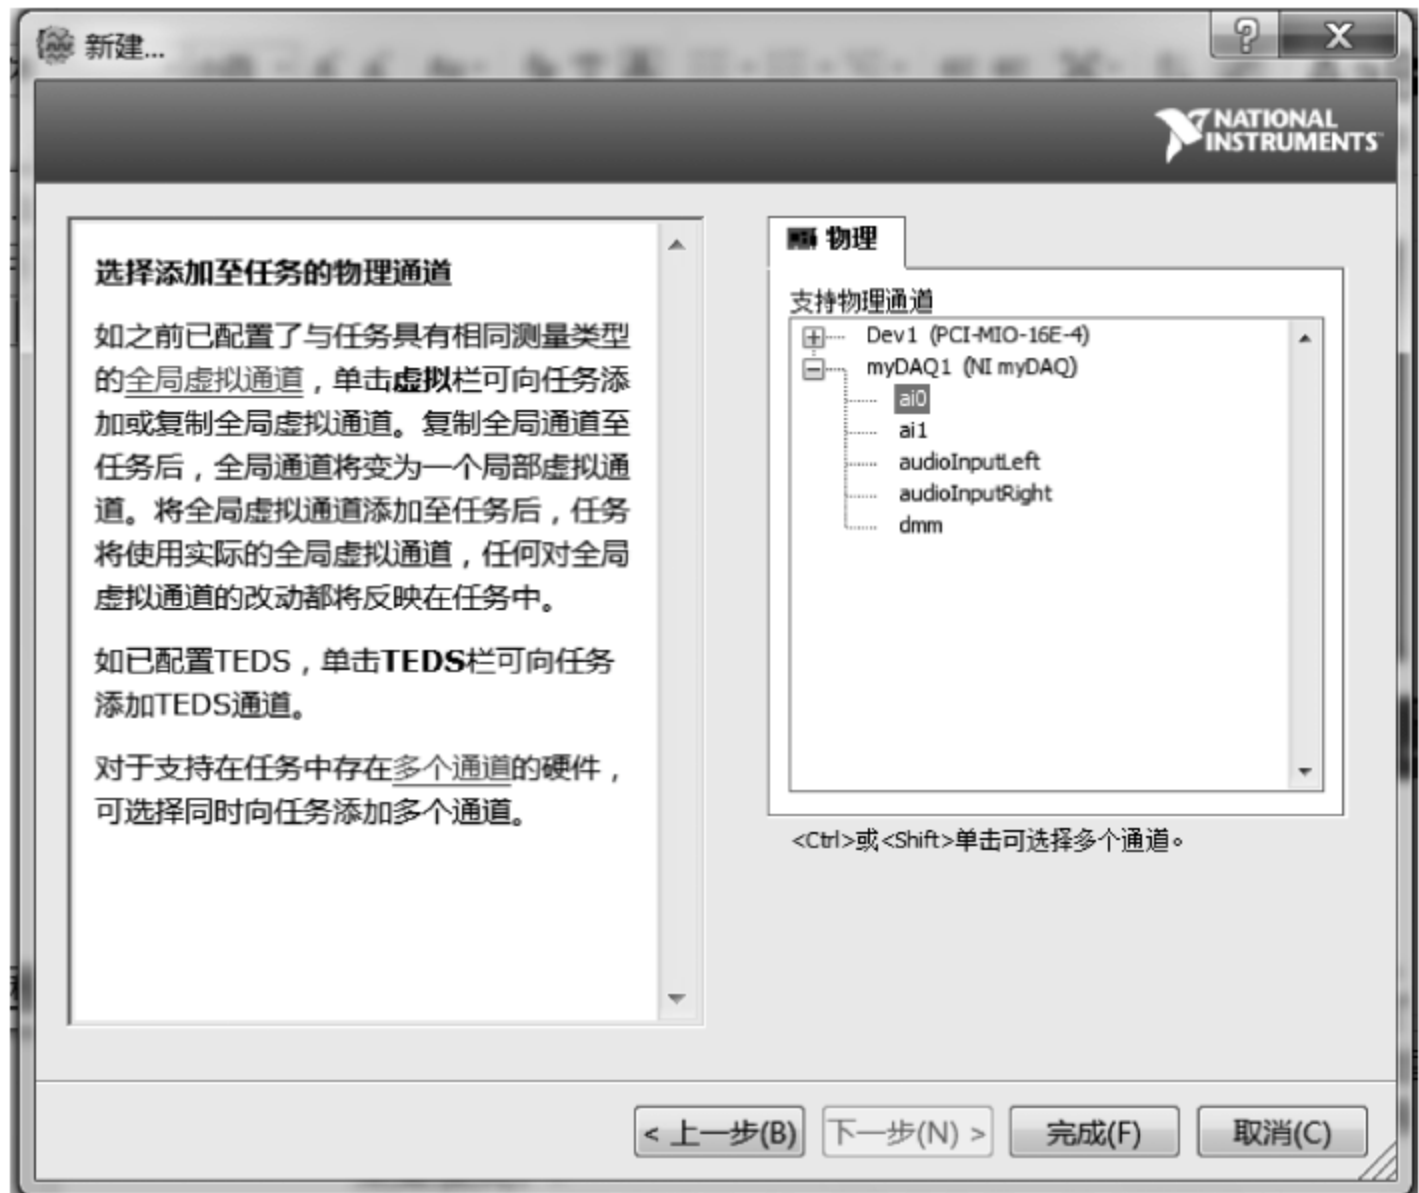 新建...
NATIONAL
INSTRUMENTS
选择添加至任务的物理通道
如之前已配置了与任务具有相同测量类型
的全局虚拟通道，单击虚拟栏可向任务添
加或复制全局虚拟通道。复制全局通道至
任务后，全局通道将变为一个局部虚拟通
道。将全局虚拟通道添加至任务后，任务
将使用实际的全局虚拟通道，任何对全局
虚拟通道的改动都将反映在任务中。
如已配置TEDS，单击TEDS栏可向任务
添加TEDS通道。
对于支持在任务中存在多个通道的硬件，
可选择同时向任务添加多个通道。
物理
支持物理通道
Dev1 (PCI-MIO-16E-4)
myDAQ1 (NI myDAQ)
ai0
ai1
audioInputLeft
audioInputRight
dmm
<Ctrl>或<Shift>单击可选择多个通道。
< 上一步(B)
下一步(N) >
完成(F)
取消(C)